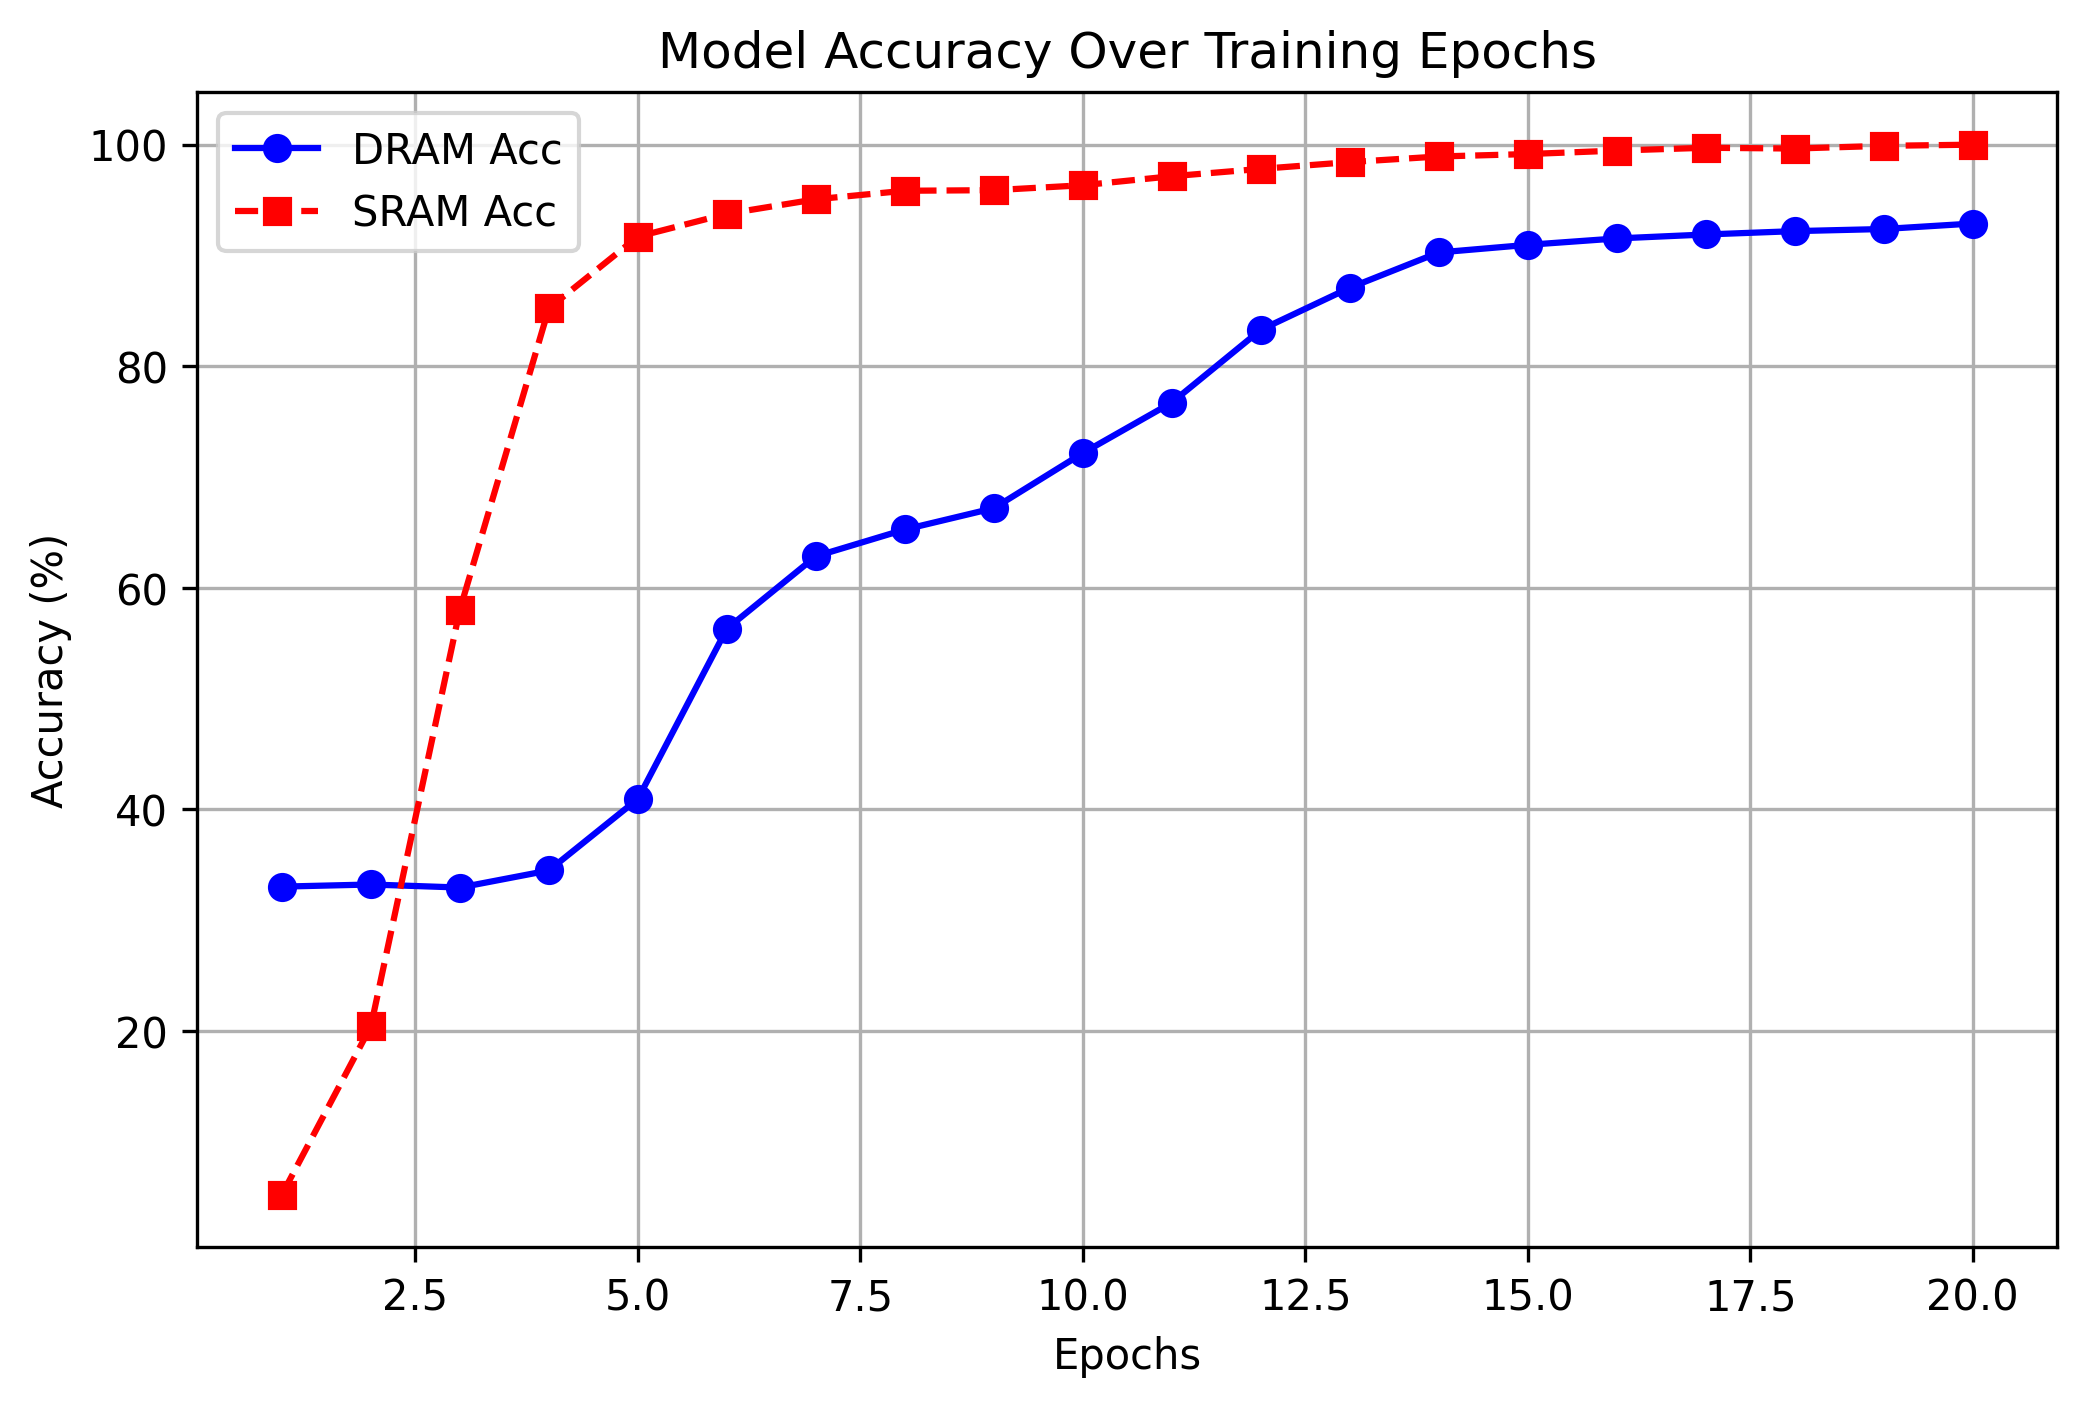 Model Accuracy Over Training Epochs
DRAM Acc
SRAM Acc
100
80
60
40
20
Accuracy (%)
2.5 5.0 7.5 10.0 12.5 15.0 17.5 20.0
Epochs